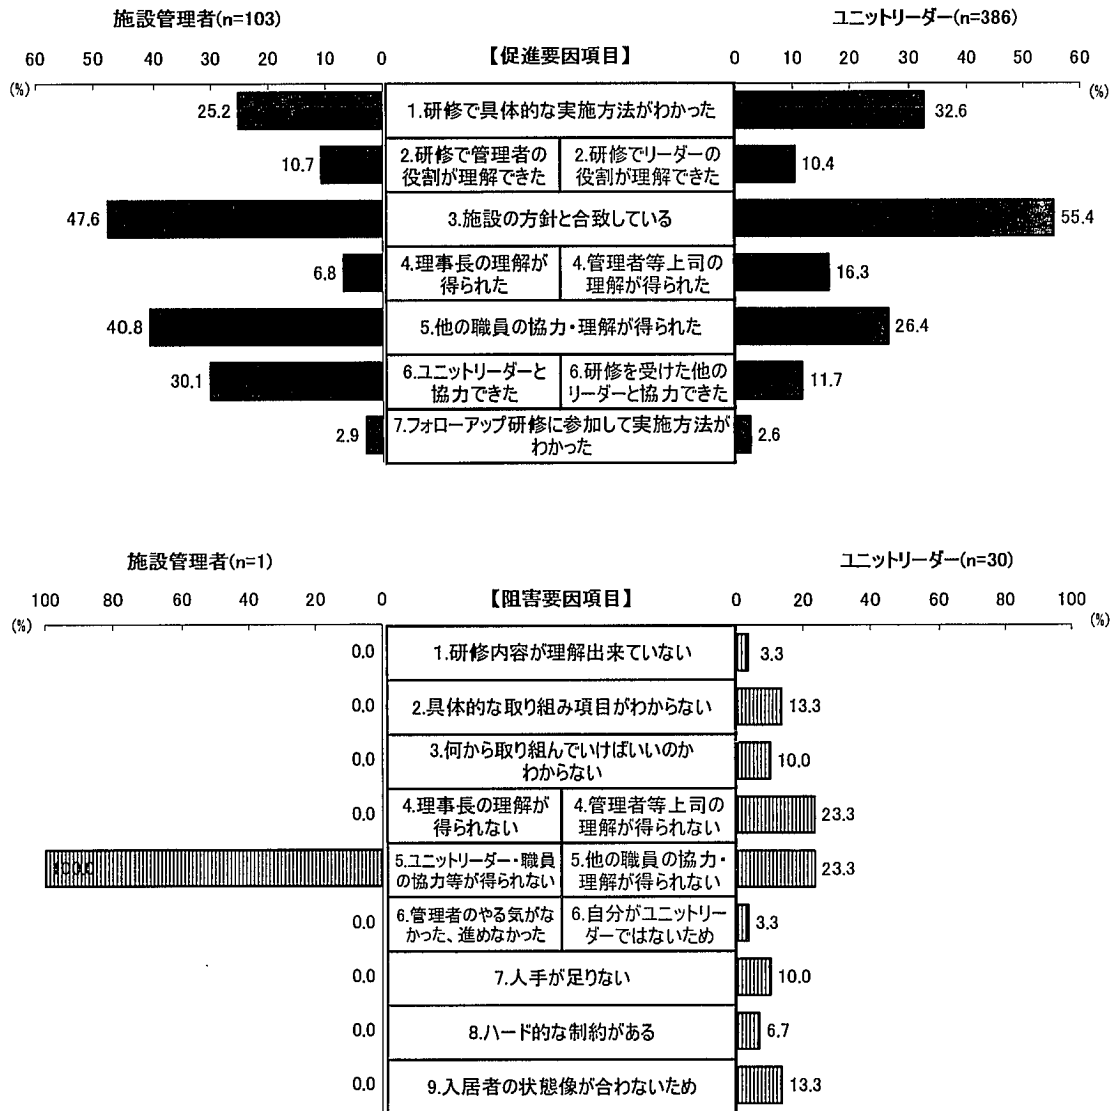 施設管理者(n=103)
ユニットリーダー(n=386)
60 50 40 30 20 10 0 【促進要因項目】 0 10 20 30 40 50 60
(%) (%)
25.2 1.研修で具体的な実施方法がわかった 32.6
10.7 2.研修で管理者の 2.研修でリーダーの 10.4
役割が理解できた 役割が理解できた
47.6 3.施設の方針と合致している 55.4
6.8 4.理事長の理解が 4.管理者等上司の 16.3
得られた 理解が得られた
40.8 5.他の職員の協力・理解が得られた 26.4
30.1 6.ユニットリーダーと 6.研修を受けた他の 11.7
協力できた リーダーと協力できた
2.9 7.フォローアップ研修に参加して実施方法が 2.6
わかった
施設管理者(n=1)
ユニットリーダー(n=30)
100 80 60 40 20 0 【阻害要因項目】 0 20 40 60 80 100
(%) (%)
0.0 1.研修内容が理解出来ていない 3.3
0.0 2.具体的な取り組み項目がわからない 13.3
0.0 3.何から取り組んでいけばいいのか 10.0
わからない
0.0 4.理事長の理解が 4.管理者等上司の 23.3
得られない 理解が得られない
100.0 5.ユニットリーダー・職員 5.他の職員の協力・ 23.3
の協力等が得られない 理解が得られない
0.0 6.管理者のやる気がな 6.自分がユニットリー 3.3
かった、進めなかった ダーではないため
0.0 7.人手が足りない 10.0
0.0 8.ハード的な制約がある 6.7
0.0 9.入居者の状態像が合わないため 13.3